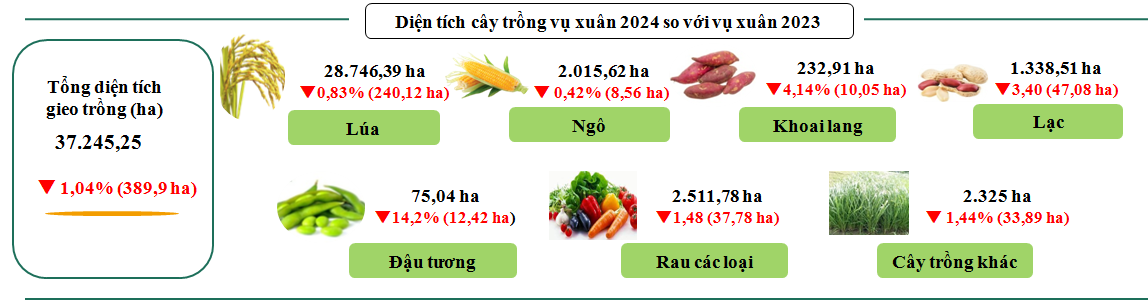 Diện tích cây trồng vụ xuân 2024 so với vụ xuân 2023
Tổng diện tích
gieo trồng (ha)
37.245,25
▼ 1,04% (389,9 ha)
28.746,39 ha
▼0,83% (240,12 ha)
Lúa
2.015,62 ha
▼ 0,42% (8,56 ha)
Ngô
232,91 ha
▼4,14% (10,05 ha)
Khoai lang
1.338,51 ha
▼3,40 (47,08 ha)
Lạc
75,04 ha
▼14,2% (12,42 ha)
Đậu tương
2.511,78 ha
▼1,48 (37,78 ha)
Rau các loại
2.325 ha
▼ 1,44% (33,89 ha)
Cây trồng khác